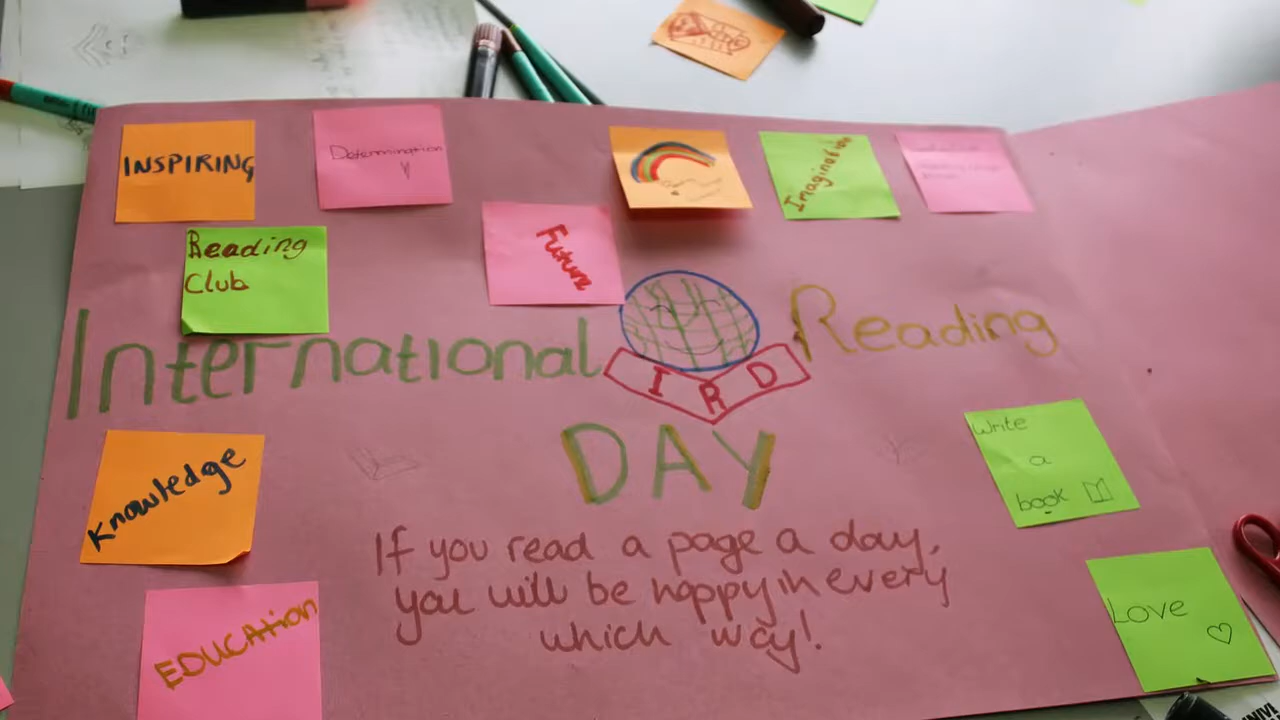 INSPIRING
Determination
Imagination
Reading
Club
Future
International
Reading
I R D
DAY
Knowledge
Write
a
book
If you read a page a day,
you will be happy in every
which way!
EDUCATION
Love